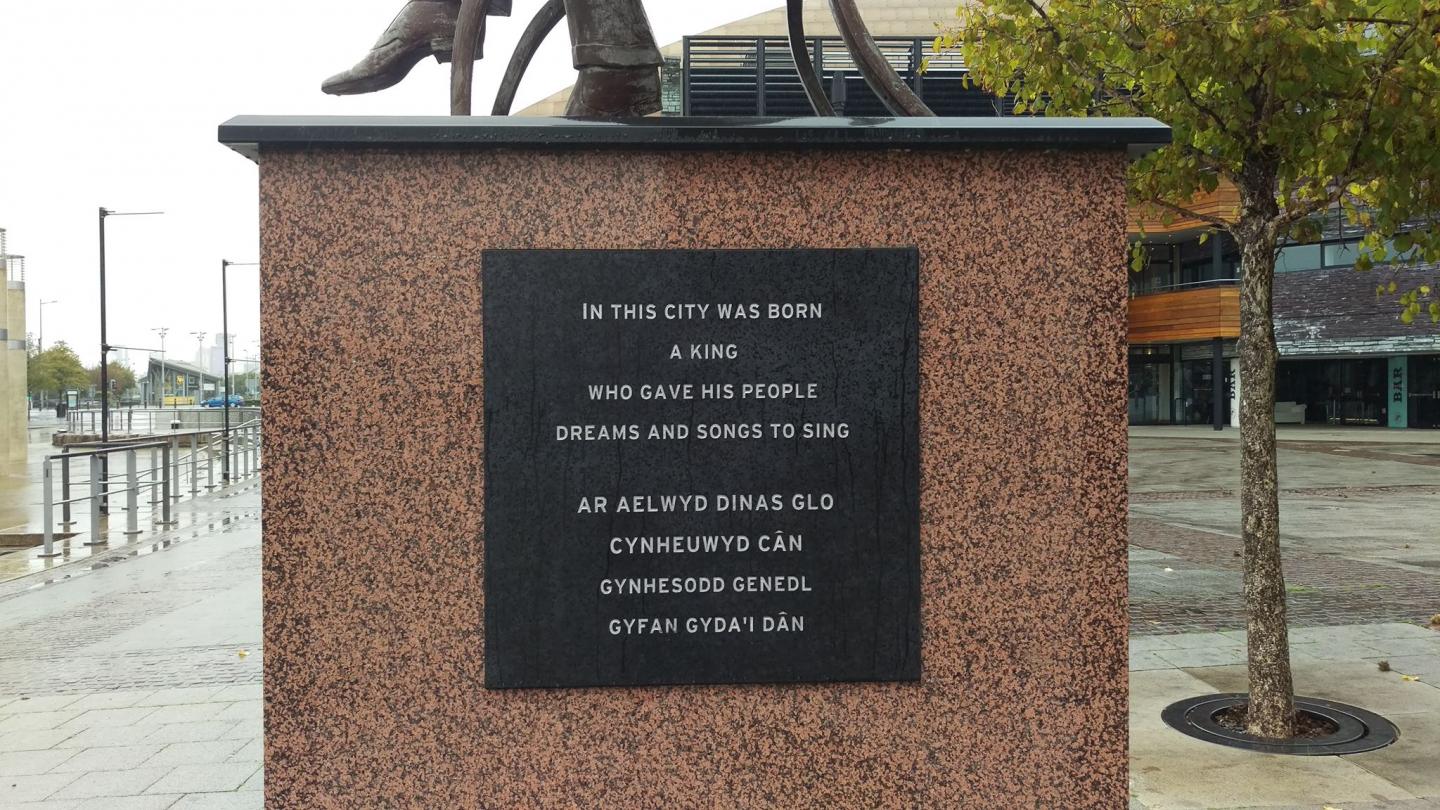 IN THIS CITY WAS BORN
A KING
WHO GAVE HIS PEOPLE
DREAMS AND SONGS TO SING
AR AELWYD DINAS GLO
CYNHEUWYD CÂN
GYNHESODD GENEDL
GYFAN GYDA'I DÂN
BAR